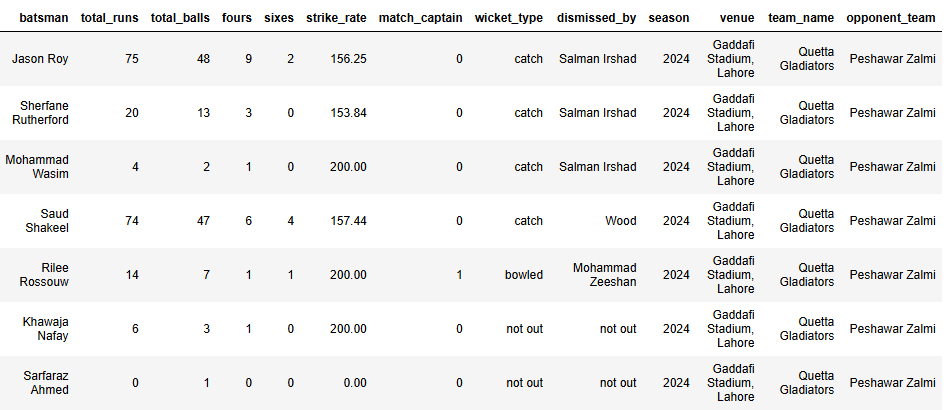 batsman total_runs total_balls fours sixes strike_rate match_captain wicket_type dismissed_by season venue team_name opponent_team
Jason Roy 75 48 9 2 156.25 0 catch Salman Irshad 2024 Gaddafi Stadium, Lahore Quetta Gladiators Peshawar Zalmi
Sherfane Rutherford 20 13 3 0 153.84 0 catch Salman Irshad 2024 Gaddafi Stadium, Lahore Quetta Gladiators Peshawar Zalmi
Mohammad Wasim 4 2 1 0 200.00 0 catch Salman Irshad 2024 Gaddafi Stadium, Lahore Quetta Gladiators Peshawar Zalmi
Saud Shakeel 74 47 6 4 157.44 0 catch Wood 2024 Gaddafi Stadium, Lahore Quetta Gladiators Peshawar Zalmi
Rilee Rossouw 14 7 1 1 200.00 1 bowled Mohammad Zeeshan 2024 Gaddafi Stadium, Lahore Quetta Gladiators Peshawar Zalmi
Khawaja Nafay 6 3 1 0 200.00 0 not out not out 2024 Gaddafi Stadium, Lahore Quetta Gladiators Peshawar Zalmi
Sarfaraz Ahmed 0 1 0 0 0.00 0 not out not out 2024 Gaddafi Stadium, Lahore Quetta Gladiators Peshawar Zalmi